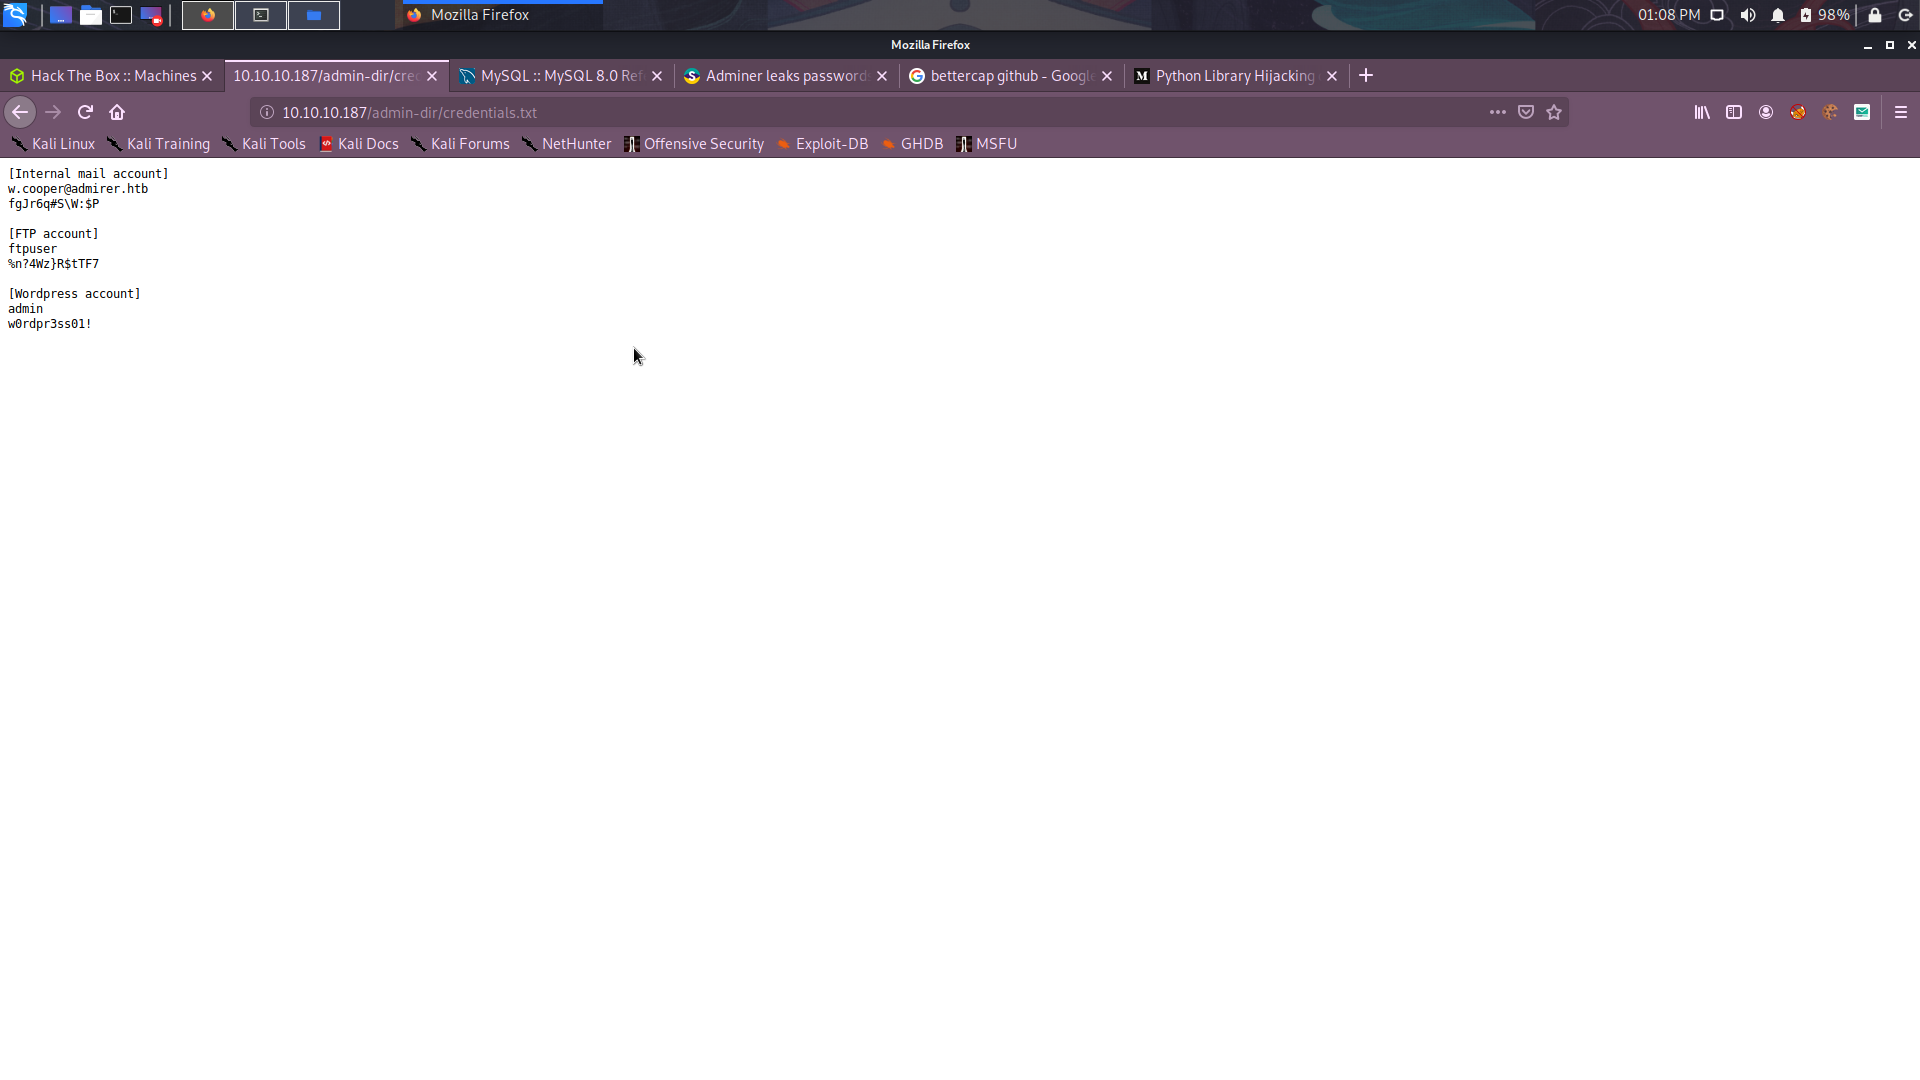 Mozilla Firefox
01:08 PM
98%
Mozilla Firefox
Hack The Box :: Machines
10.10.10.187/admin-dir/cre
MySQL :: MySQL 8.0 Ref
Adminer leaks password
bettercap github - Google
Python Library Hijacking
10.10.10.187/admin-dir/credentials.txt
Kali Linux
Kali Training
Kali Tools
Kali Docs
Kali Forums
NetHunter
Offensive Security
Exploit-DB
GHDB
MSFU
[Internal mail account]
w.cooper@admirer.htb
fgJr6q#S\W:$P
[FTP account]
ftpuser
%n?4Wz}R$tTF7
[Wordpress account]
admin
w0rdpr3ss01!